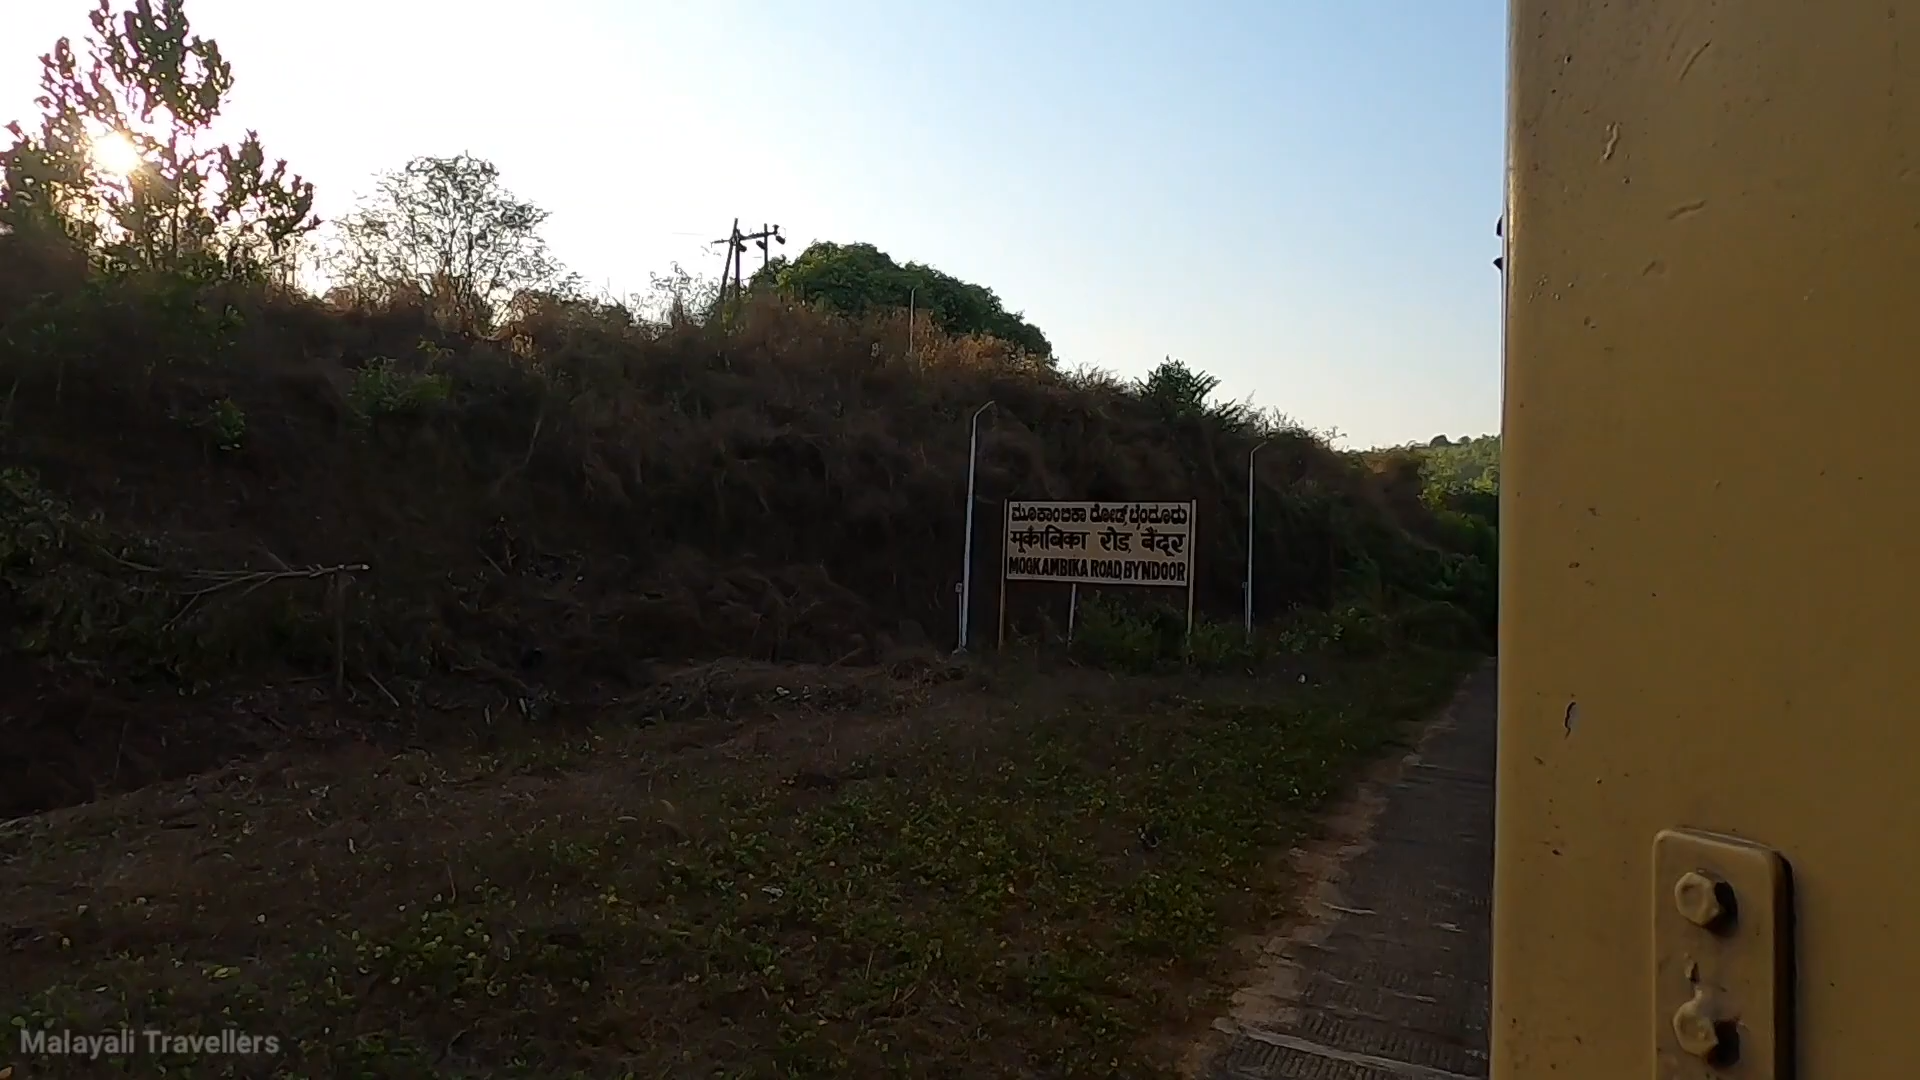 ಮೂಕಾಂಬಿಕಾ ರೋಡ್ ಬೈಂದೂರು
मूकाँबिका रोड बैंदूर
MOOKAMBIKA ROAD BYNDOOR
Malayali Travellers